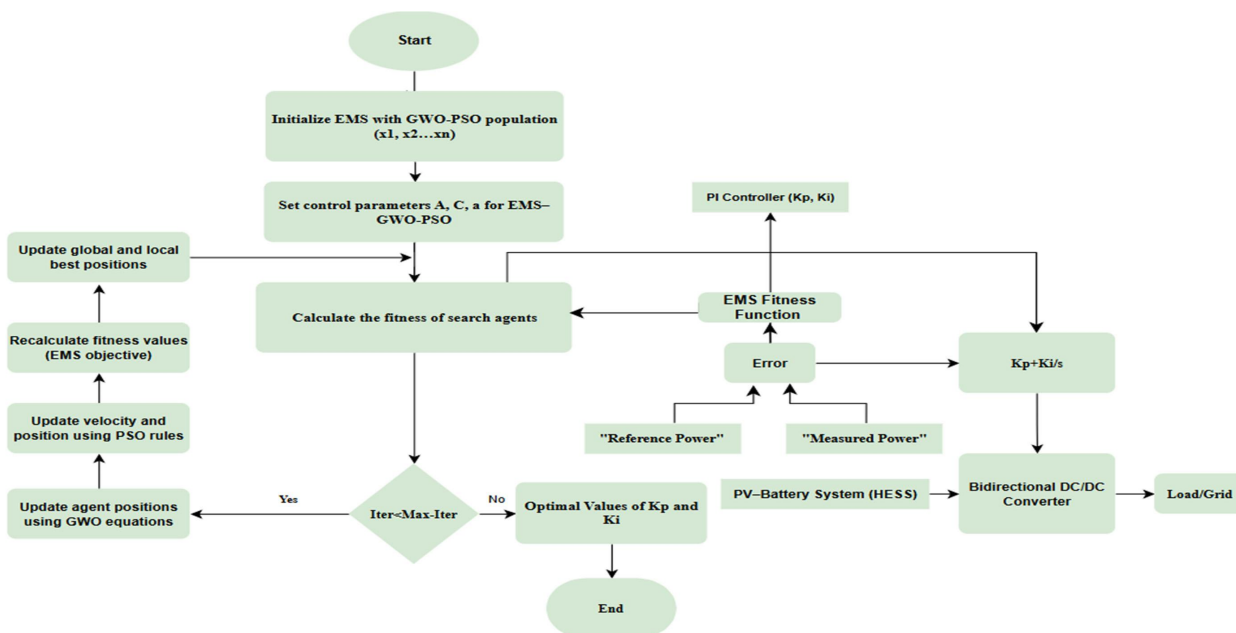 Start
Initialize EMS with GWO-PSO population
(x1, x2…xn)
Set control parameters A, C, a for EMS–
GWO-PSO
PI Controller (Kp, Ki)
Update global and local
best positions
Calculate the fitness of search agents
EMS Fitness
Function
Recalculate fitness values
(EMS objective)
Error
Kp+Ki/s
Update velocity and
position using PSO rules
"Reference Power"
"Measured Power"
Update agent positions
using GWO equations
Yes
Iter<Max-Iter
No
Optimal Values of Kp and
Ki
PV–Battery System (HESS)
Bidirectional DC/DC
Converter
Load/Grid
End